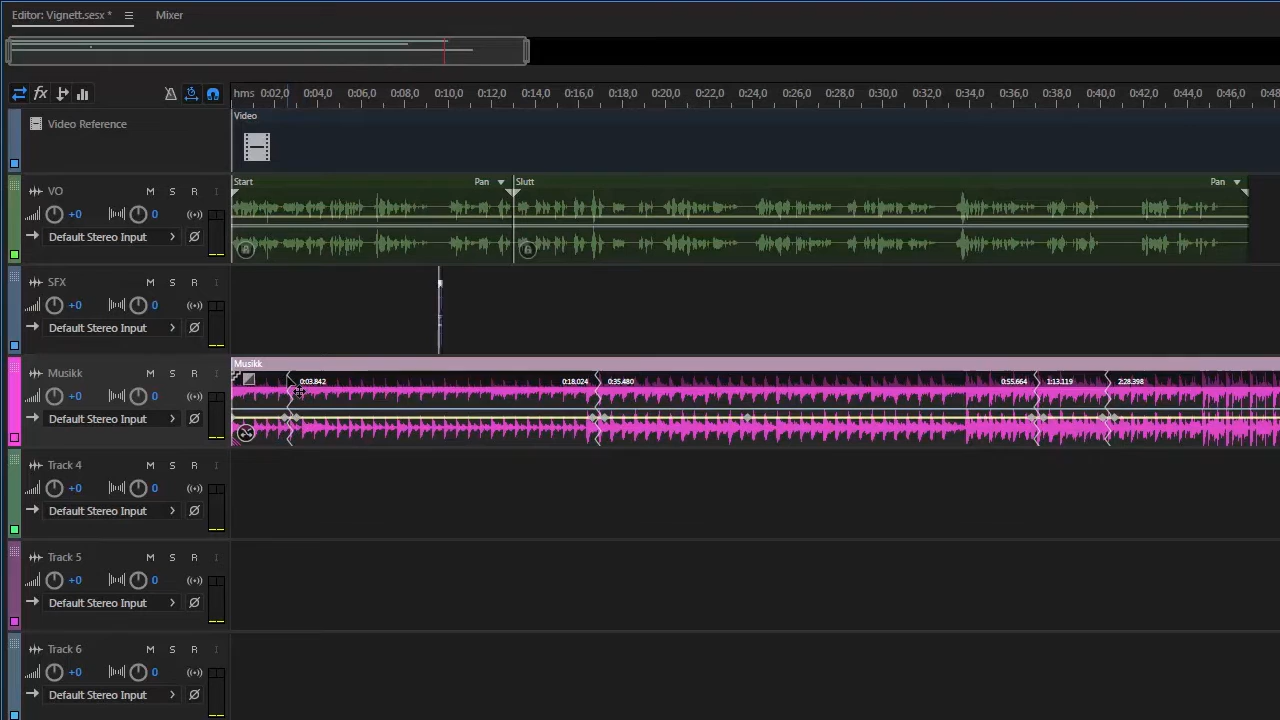 Editor: Vignett.sesx *
Mixer
fx
hms 0:02,0 0:04,0 0:06,0 0:08,0 0:10,0 0:12,0 0:14,0 0:16,0 0:18,0 0:20,0 0:22,0 0:24,0 0:26,0 0:28,0 0:30,0 0:32,0 0:34,0 0:36,0 0:38,0 0:40,0 0:42,0 0:44,0 0:46,0 0:48
Video Reference
Video
VO M S R I
+0 0
Default Stereo Input
Start Pan Slutt Pan
SFX M S R I
+0 0
Default Stereo Input
Musikk M S R I
+0 0
Default Stereo Input
Musikk
0:03.842 0:18.024 0:35.480 0:55.664 1:13.119 2:28.398
Track 4 M S R I
+0 0
Default Stereo Input
Track 5 M S R I
+0 0
Default Stereo Input
Track 6 M S R I
+0 0
Default Stereo Input